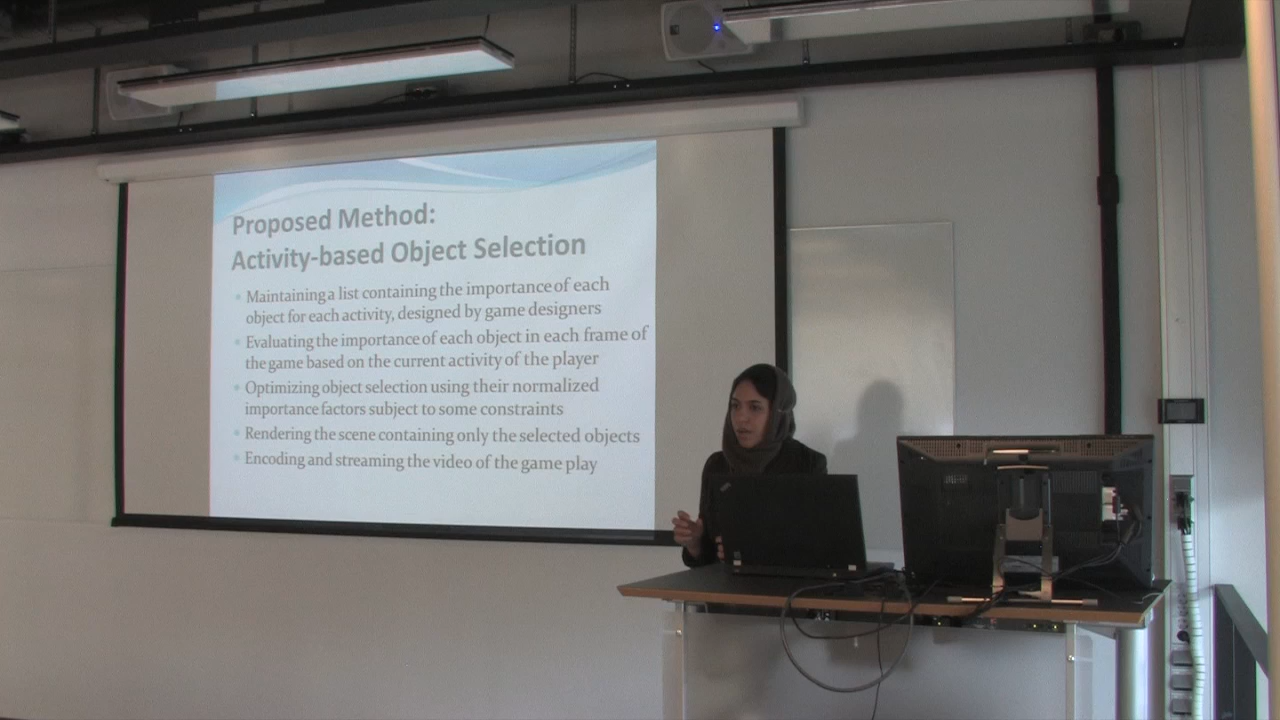 Proposed Method:
Activity-based Object Selection
Maintaining a list containing the importance of each
object for each activity, designed by game designers
Evaluating the importance of each object in each frame of
the game based on the current activity of the player
Optimizing object selection using their normalized
importance factors subject to some constraints
Rendering the scene containing only the selected objects
Encoding and streaming the video of the game play